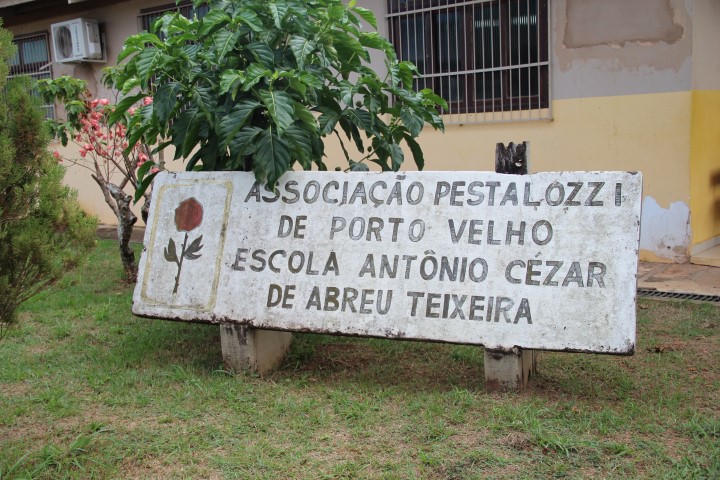 ASSOCIAÇÃO PESTALOZZI
DE PORTO VELHO
ESCOLA ANTÔNIO CÉZAR
DE ABREU TEIXEIRA